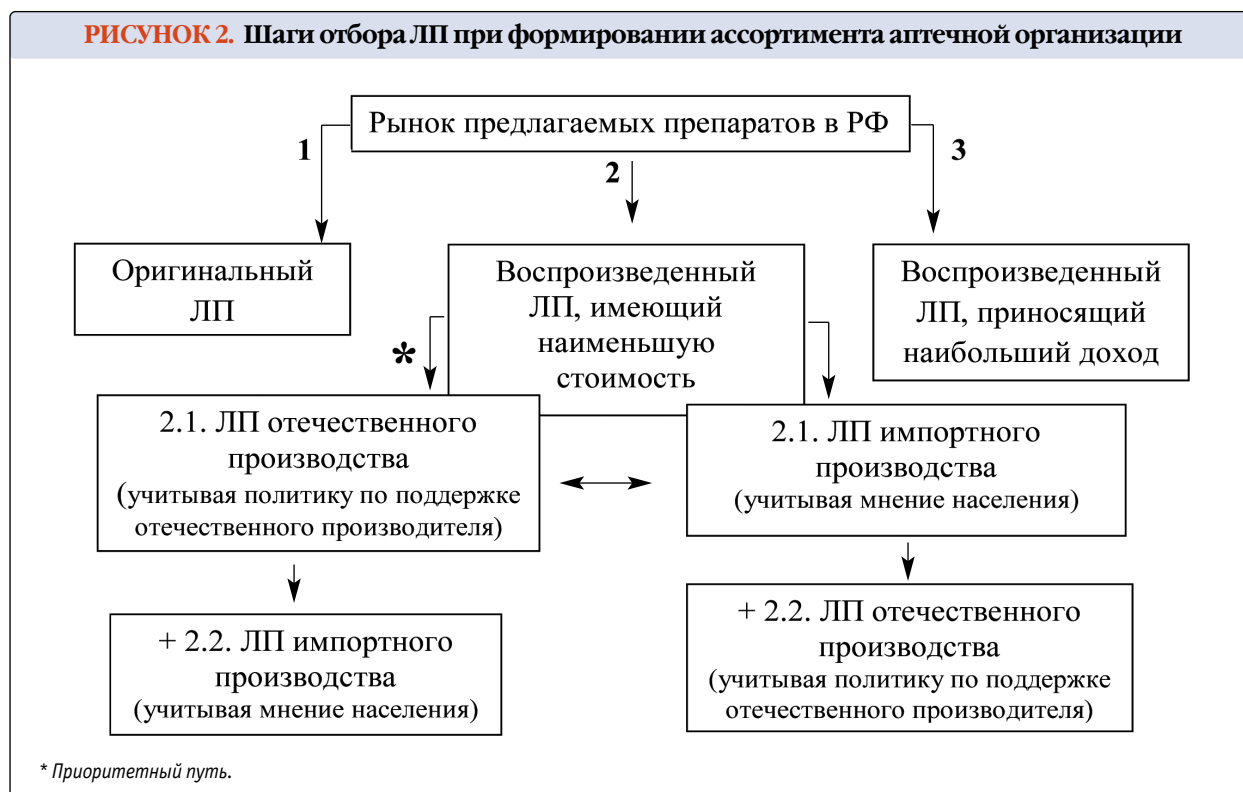 РИСУНОК 2. Шаги отбора ЛП при формировании ассортимента аптечной организации
Рынок предлагаемых препаратов в РФ
1
2
3
Оригинальный
ЛП
Воспроизведенный
ЛП, имеющий
наименьшую
стоимость
Воспроизведенный
ЛП, приносящий
наибольший доход
*
2.1. ЛП отечественного
производства
(учитывая политику по поддержке
отечественного производителя)
2.1. ЛП импортного
производства
(учитывая мнение населения)
+ 2.2. ЛП импортного
производства
(учитывая мнение населения)
+ 2.2. ЛП отечественного
производства
(учитывая политику по поддержке
отечественного производителя)
* Приоритетный путь.